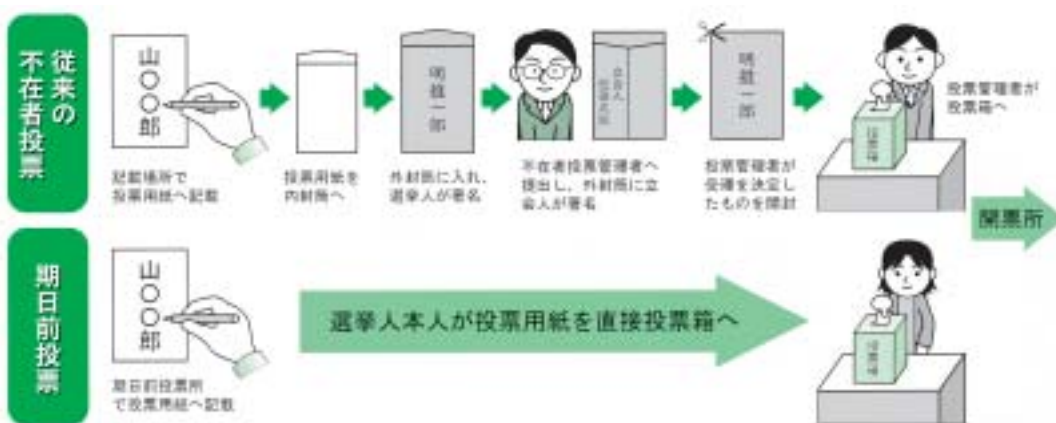 従来の
不在者投票
山○○郎
記載場所で
投票用紙へ記載
投票用紙を
内封筒へ
明推一郎
外封筒に入れ、
選挙人が署名
立会人
不在者投票管理者へ
提出し、外封筒に立
会人が署名
明推一郎
投票管理者が
受理を決定し
たものを開封
投票箱
投票管理者が
投票箱へ
開票所
期日前投票
山○○郎
期日前投票所
で投票用紙へ記載
選挙人本人が投票用紙を直接投票箱へ
投票箱